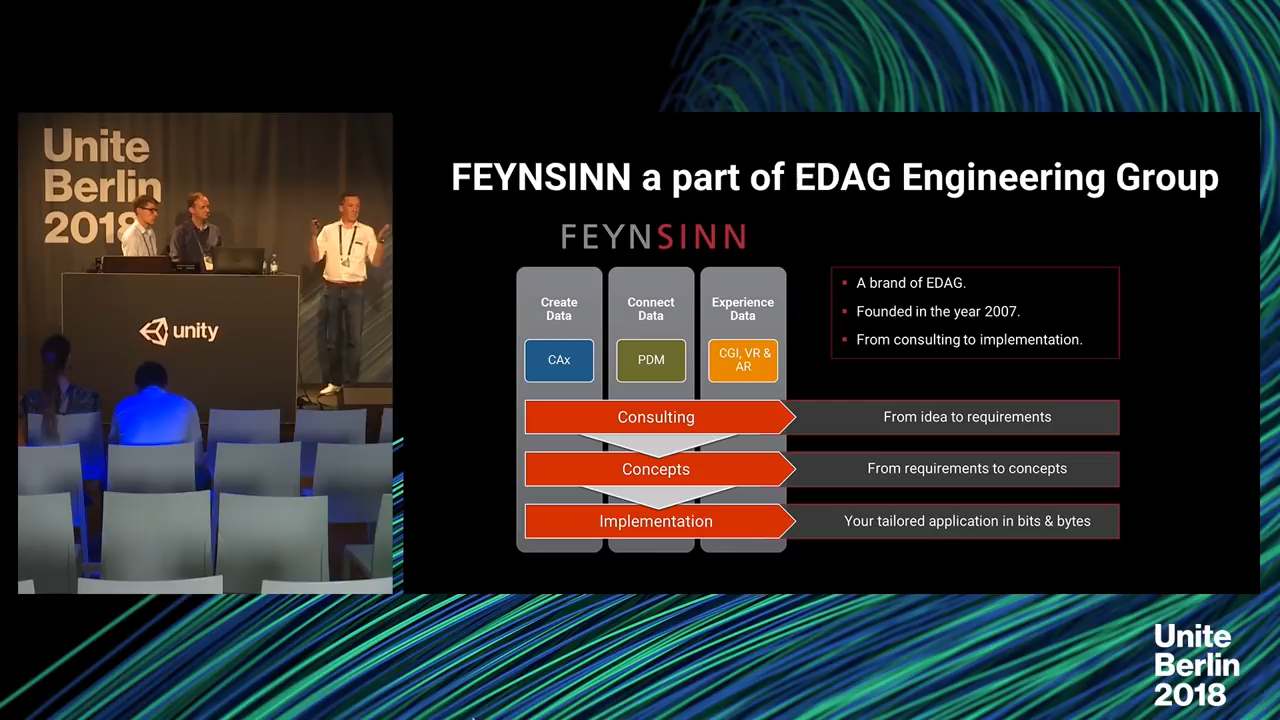 Unite
Berlin
2018
unity
FEYNSINN a part of EDAG Engineering Group
FEYNSINN
Create
Data
Connect
Data
Experience
Data
CAx
PDM
CGI, VR &
AR
A brand of EDAG.
Founded in the year 2007.
From consulting to implementation.
Consulting
From idea to requirements
Concepts
From requirements to concepts
Implementation
Your tailored application in bits & bytes
Unite
Berlin
2018